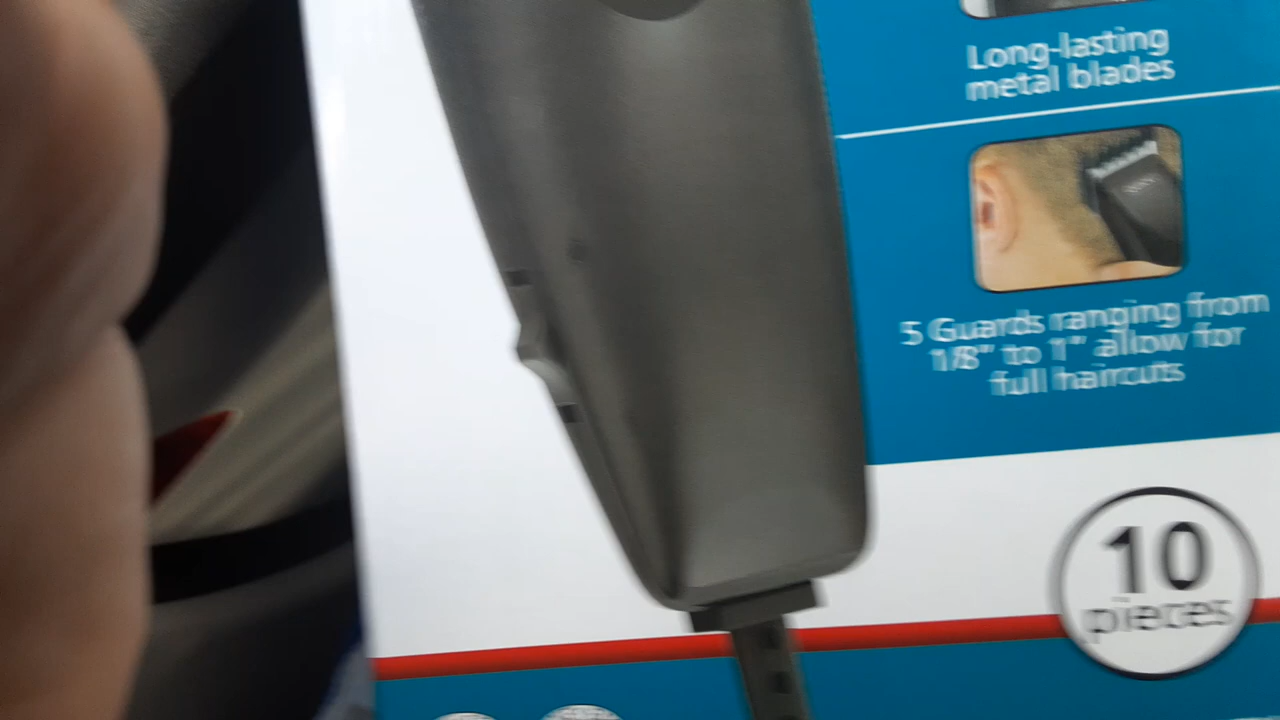 Long-lasting
metal blades
5 Guards ranging from
1/8" to 1" allow for
full haircuts
10
pieces